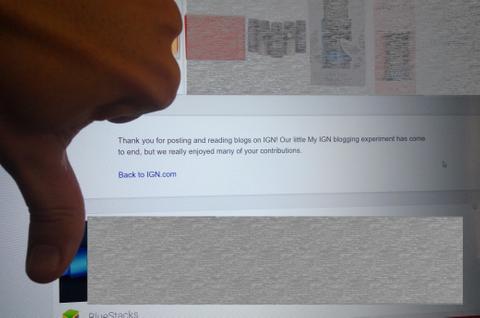 Thank you for posting and reading blogs on IGN! Our little My IGN blogging experiment has come
to end, but we really enjoyed many of your contributions.
Back to IGN.com
BlueStacks